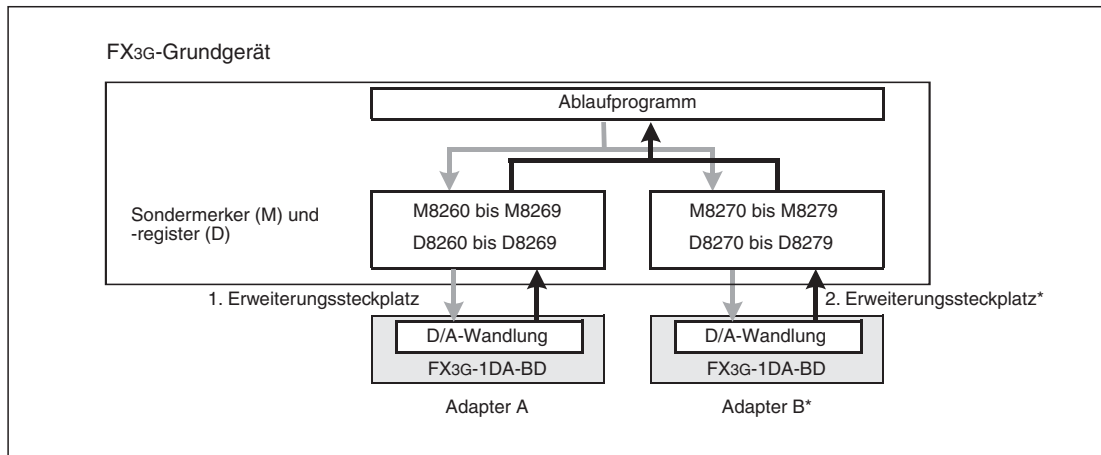 FX3G-Grundgerät
Ablaufprogramm
Sondermerker (M) und
-register (D)
M8260 bis M8269
D8260 bis D8269
M8270 bis M8279
D8270 bis D8279
1. Erweiterungssteckplatz
2. Erweiterungssteckplatz*
D/A-Wandlung
FX3G-1DA-BD
D/A-Wandlung
FX3G-1DA-BD
Adapter A
Adapter B*